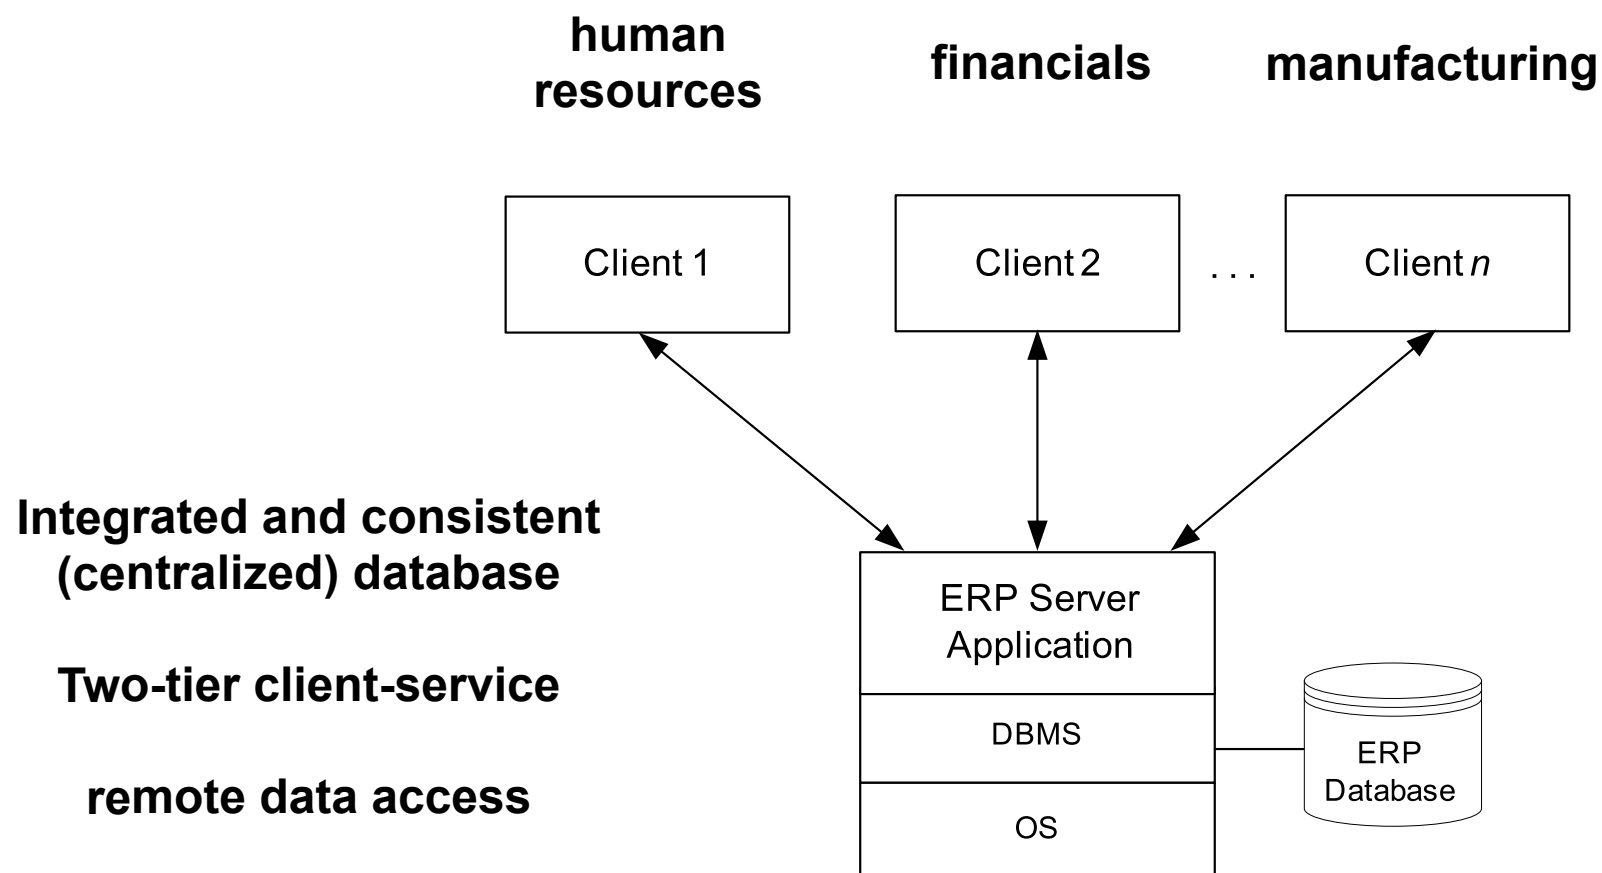 human
resources
financials
manufacturing
Client 1
Client 2
. . .
Client n
Integrated and consistent
(centralized) database
Two-tier client-service
remote data access
ERP Server
Application
DBMS
OS
ERP
Database